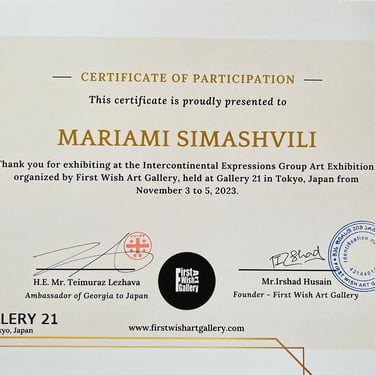 CERTIFICATE OF PARTICIPATION
This certificate is proudly presented to
MARIAMI SIMASHVILI
Thank you for exhibiting at the Intercontinental Expressions Group Art Exhibition
organized by First Wish Art Gallery, held at Gallery 21 in Tokyo, Japan from
November 3 to 5, 2023.
H.E. Mr. Teimuraz Lezhava
Ambassador of Georgia to Japan
First
Wish
ART
Gallery
Mr.Irshad Husain
Founder – First Wish Art Gallery
LLERY 21
kyo, Japan
www.firstwishartgallery.com